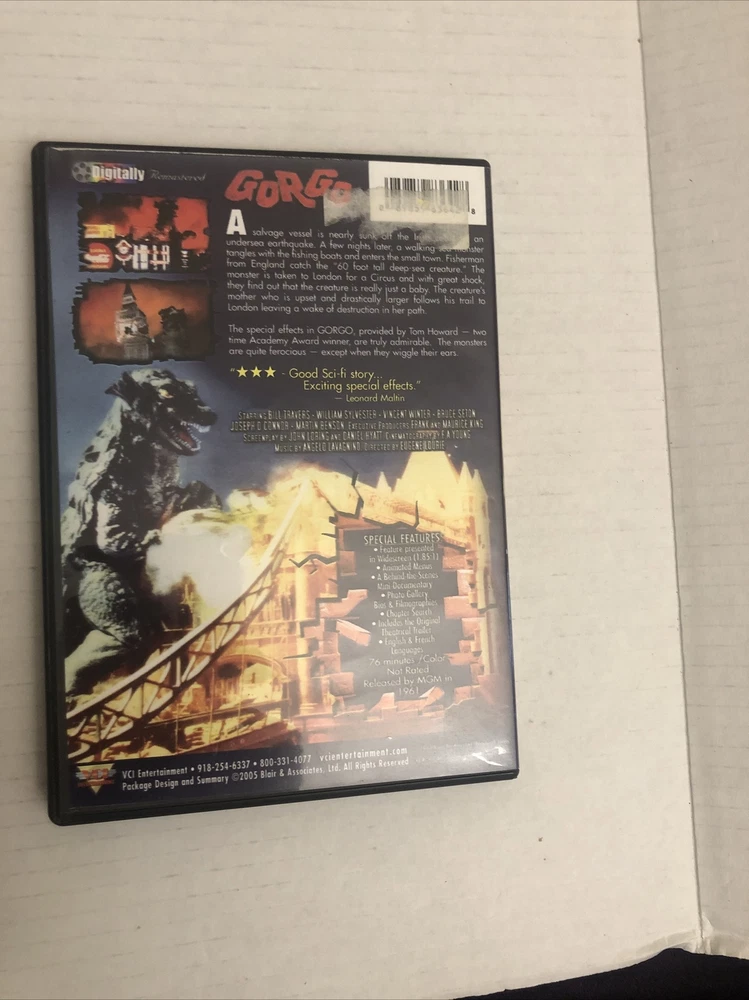 Digitally Remastered
GORGO
8
A salvage vessel is nearly sunk off the an
undersea earthquake. A few nights later, a walking sea monster
tangles with the fishing boats and enters the small town. Fisherman
from England catch the "60 foot tall deep-sea creature." The
monster is taken to London for a Circus and with great shock,
they find out that the creature is really just a baby. The creature's
mother who is upset and drastically larger follows his trail to
London leaving a wake of destruction in her path.
The special effects in GORGO, provided by Tom Howard — two
time Academy Award winner, are truly admirable. The monsters
are quite ferocious — except when they wiggle their ears.
"★★★ - Good Sci-fi story...
Exciting special effects."
— Leonard Maltin
Starring BILL TRAVERS - WILLIAM SYLVESTER - VINCENT WINTER - BRUCE SETON
JOSEPH O'CONNOR - MARTIN BENSON Executive Producers FRANK and MAURICE KING
Screenplay by JOHN LORING and DANIEL HYATT Cinematography F A YOUNG
Music by ANGELO LAVAGNINO Directed by EUGENE LOURIE
SPECIAL FEATURES
• Feature presented
in Widescreen (1.85:1)
• Animated Menus
• A Behind-the-Scenes
Mini Documentary
• Photo Gallery
Bios & Filmographies
• Chapter Search
• Includes the Original
Theatrical Trailer
• English & French
Languages
76 minutes /Color
Not Rated
Released by MGM in
1961
VCI Entertainment • 918-254-6337 • 800-331-4077 vcientertainment.com
Package Design and Summary ©2005 Blair & Associates, Ltd. All Rights Reserved